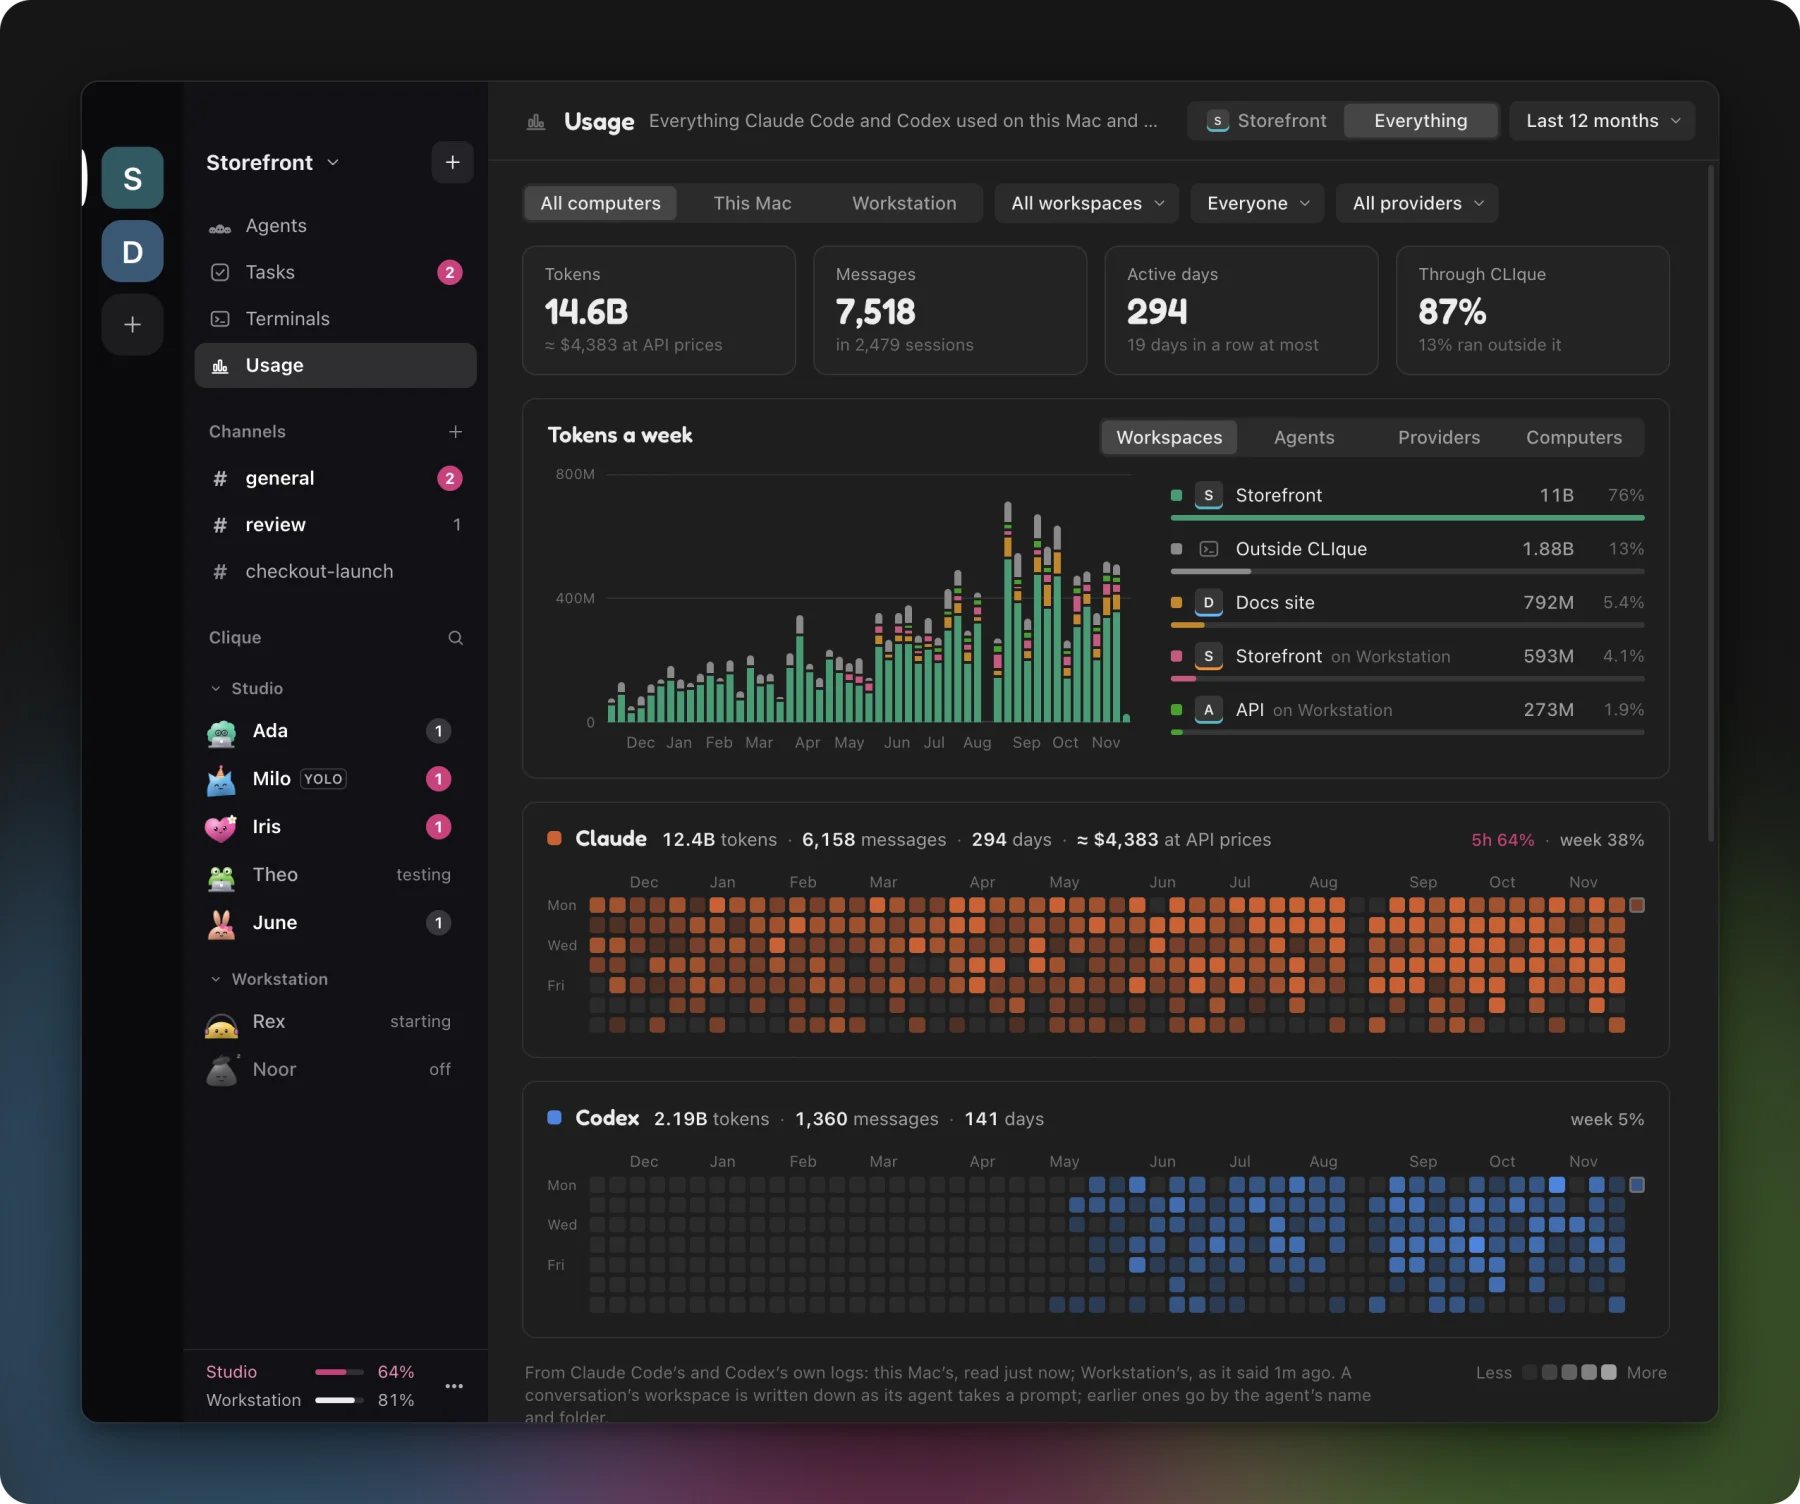 S
D
Storefront
Agents
Tasks 2
Terminals
Usage
Channels
# general 2
# review 1
# checkout-launch
Clique
Studio
Ada 1
Milo YOLO 1
Iris 1
Theo testing
June 1
Workstation
Rex starting
Noor off
Studio 64%
Workstation 81%
Usage Everything Claude Code and Codex used on this Mac and ...
S Storefront Everything Last 12 months
All computers This Mac Workstation All workspaces Everyone All providers
Tokens
14.6B
≈ $4,383 at API prices
Messages
7,518
in 2,479 sessions
Active days
294
19 days in a row at most
Through CLIque
87%
13% ran outside it
Tokens a week
Workspaces Agents Providers Computers
800M
400M
0
Dec Jan Feb Mar Apr May Jun Jul Aug Sep Oct Nov
S Storefront 11B 76%
Outside CLIque 1.88B 13%
D Docs site 792M 5.4%
S Storefront on Workstation 593M 4.1%
A API on Workstation 273M 1.9%
Claude 12.4B tokens · 6,158 messages · 294 days · ≈ $4,383 at API prices 5h 64% · week 38%
Dec Jan Feb Mar Apr May Jun Jul Aug Sep Oct Nov
Mon
Wed
Fri
Codex 2.19B tokens · 1,360 messages · 141 days week 5%
Dec Jan Feb Mar Apr May Jun Jul Aug Sep Oct Nov
Mon
Wed
Fri
From Claude Code’s and Codex’s own logs: this Mac’s, read just now; Workstation’s, as it said 1m ago. A
conversation’s workspace is written down as its agent takes a prompt; earlier ones go by the agent’s name
and folder.
Less More